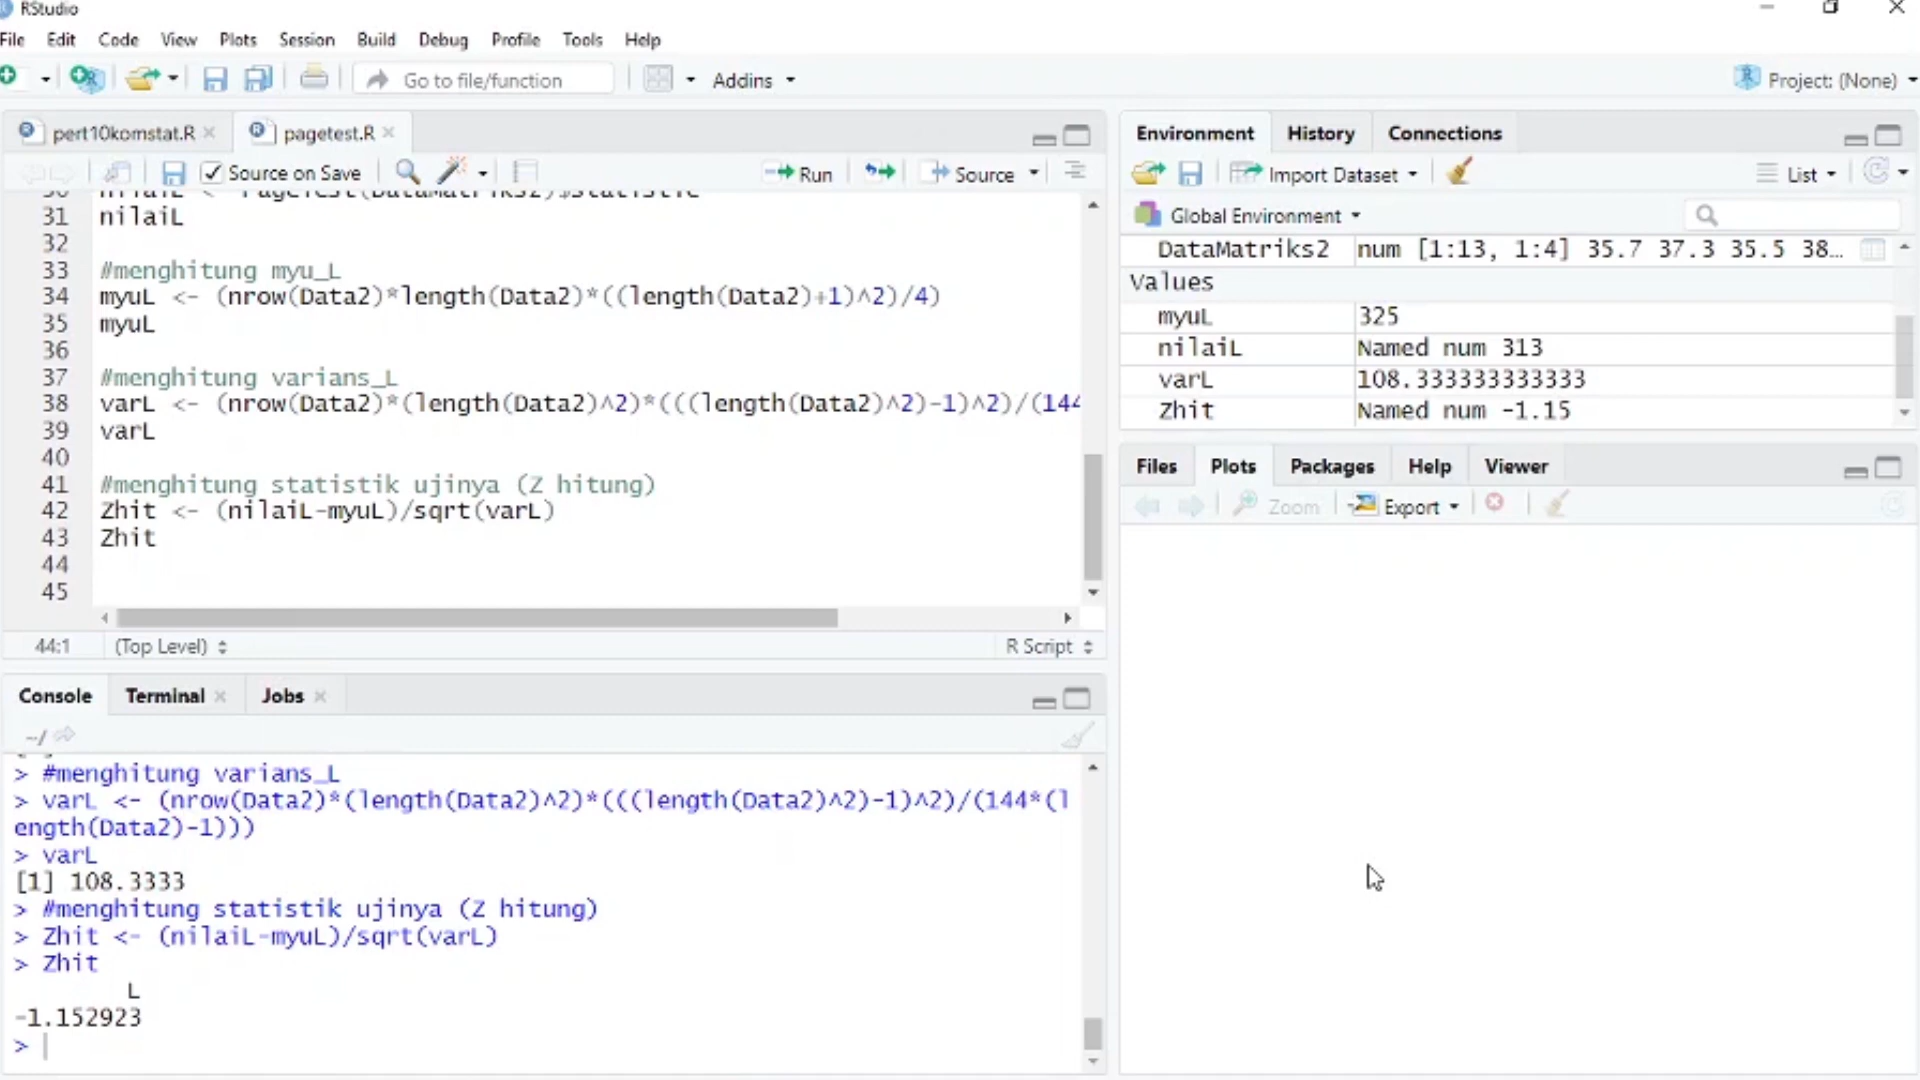 RStudio
File Edit Code View Plots Session Build Debug Profile Tools Help
Go to file/function Addins Project: (None)
pert10komstat.R pagetest.R
Source on Save Run Source
30 nilaiL <- PageTest(DataMatriks2)$statistic
31 nilaiL
32
33 #menghitung myu_L
34 myuL <- (nrow(Data2)*length(Data2)*((length(Data2)+1)^2)/4)
35 myuL
36
37 #menghitung varians_L
38 varL <- (nrow(Data2)*(length(Data2)^2)*(((length(Data2)^2)-1)^2)/(144
39 varL
40
41 #menghitung statistik ujinya (Z hitung)
42 Zhit <- (nilaiL-myuL)/sqrt(varL)
43 Zhit
44
45
44:1 (Top Level) R Script
Console Terminal Jobs
~/
> #menghitung varians_L
> varL <- (nrow(Data2)*(length(Data2)^2)*(((length(Data2)^2)-1)^2)/(144*(l
ength(Data2)-1)))
> varL
[1] 108.3333
> #menghitung statistik ujinya (Z hitung)
> Zhit <- (nilaiL-myuL)/sqrt(varL)
> Zhit
L
-1.152923
>
Environment History Connections
Import Dataset List
Global Environment
DataMatriks2 num [1:13, 1:4] 35.7 37.3 35.5 38…
Values
myuL 325
nilaiL Named num 313
varL 108.333333333333
Zhit Named num -1.15
Files Plots Packages Help Viewer
Zoom Export